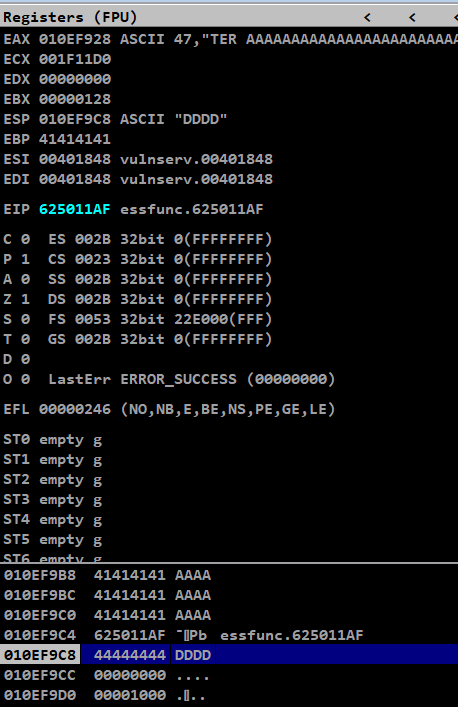 Registers (FPU) < < <
EAX 010EF928 ASCII 47,"TER AAAAAAAAAAAAAAAAAAAAAAAA
ECX 001F11D0
EDX 00000000
EBX 00000128
ESP 010EF9C8 ASCII "DDDD"
EBP 41414141
ESI 00401848 vulnserv.00401848
EDI 00401848 vulnserv.00401848
EIP 625011AF essfunc.625011AF
C 0 ES 002B 32bit 0(FFFFFFFF)
P 1 CS 0023 32bit 0(FFFFFFFF)
A 0 SS 002B 32bit 0(FFFFFFFF)
Z 1 DS 002B 32bit 0(FFFFFFFF)
S 0 FS 0053 32bit 22E000(FFF)
T 0 GS 002B 32bit 0(FFFFFFFF)
D 0
O 0 LastErr ERROR_SUCCESS (00000000)
EFL 00000246 (NO,NB,E,BE,NS,PE,GE,LE)
ST0 empty g
ST1 empty g
ST2 empty g
ST3 empty g
ST4 empty g
ST5 empty g
ST6 empty g
010EF9B8 41414141 AAAA
010EF9BC 41414141 AAAA
010EF9C0 41414141 AAAA
010EF9C4 625011AF ¯Pb essfunc.625011AF
010EF9C8 44444444 DDDD
010EF9CC 00000000 ....
010EF9D0 00001000 ...